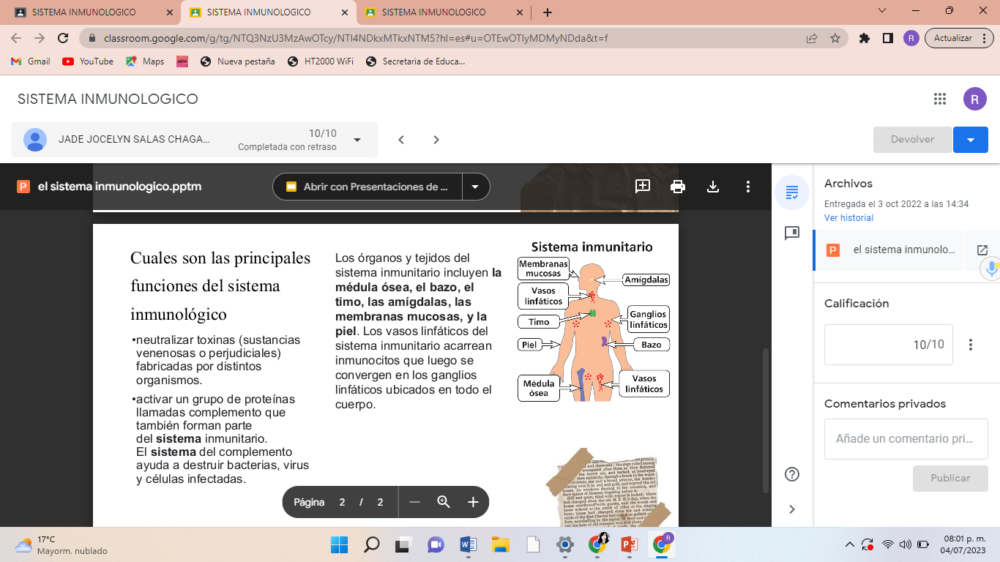 SISTEMA INMUNOLOGICO
SISTEMA INMUNOLOGICO
SISTEMA INMUNOLOGICO
classroom.google.com/g/tg/NTQ3NzU3MzAwOTcy/NTI4NDkxMTkxNTM5?hl=es#u=OTEwOTIyMDMyNDda&t=f
R
Actualizar
Gmail
YouTube
Maps
Nueva pestaña
HT2000 WiFi
Secretaria de Educa...
SISTEMA INMUNOLOGICO
R
JADE JOCELYN SALAS CHAGA...
10/10
Completada con retraso
Devolver
P
el sistema inmunologico.pptm
Abrir con Presentaciones de ...
Cuales son las principales
funciones del sistema
inmunológico
•neutralizar toxinas (sustancias
venenosas o perjudiciales)
fabricadas por distintos
organismos.
•activar un grupo de proteínas
llamadas complemento que
también forman parte
del sistema inmunitario.
El sistema del complemento
ayuda a destruir bacterias, virus
y células infectadas.
Los órganos y tejidos del
sistema inmunitario incluyen la
médula ósea, el bazo, el
timo, las amígdalas, las
membranas mucosas, y la
piel. Los vasos linfáticos del
sistema inmunitario acarrean
inmunocitos que luego se
convergen en los ganglios
linfáticos ubicados en todo el
cuerpo.
Sistema inmunitario
Membranas
mucosas
Amígdalas
Vasos
linfáticos
Timo
Ganglios
linfáticos
Piel
Bazo
Médula
ósea
Vasos
linfáticos
Página 2 / 2
Archivos
Entregada el 3 oct 2022 a las 14:34
Ver historial
P
el sistema inmunolo...
Calificación
10/10
Comentarios privados
Añade un comentario pri...
Publicar
17°C
Mayorm. nublado
08:01 p. m.
04/07/2023